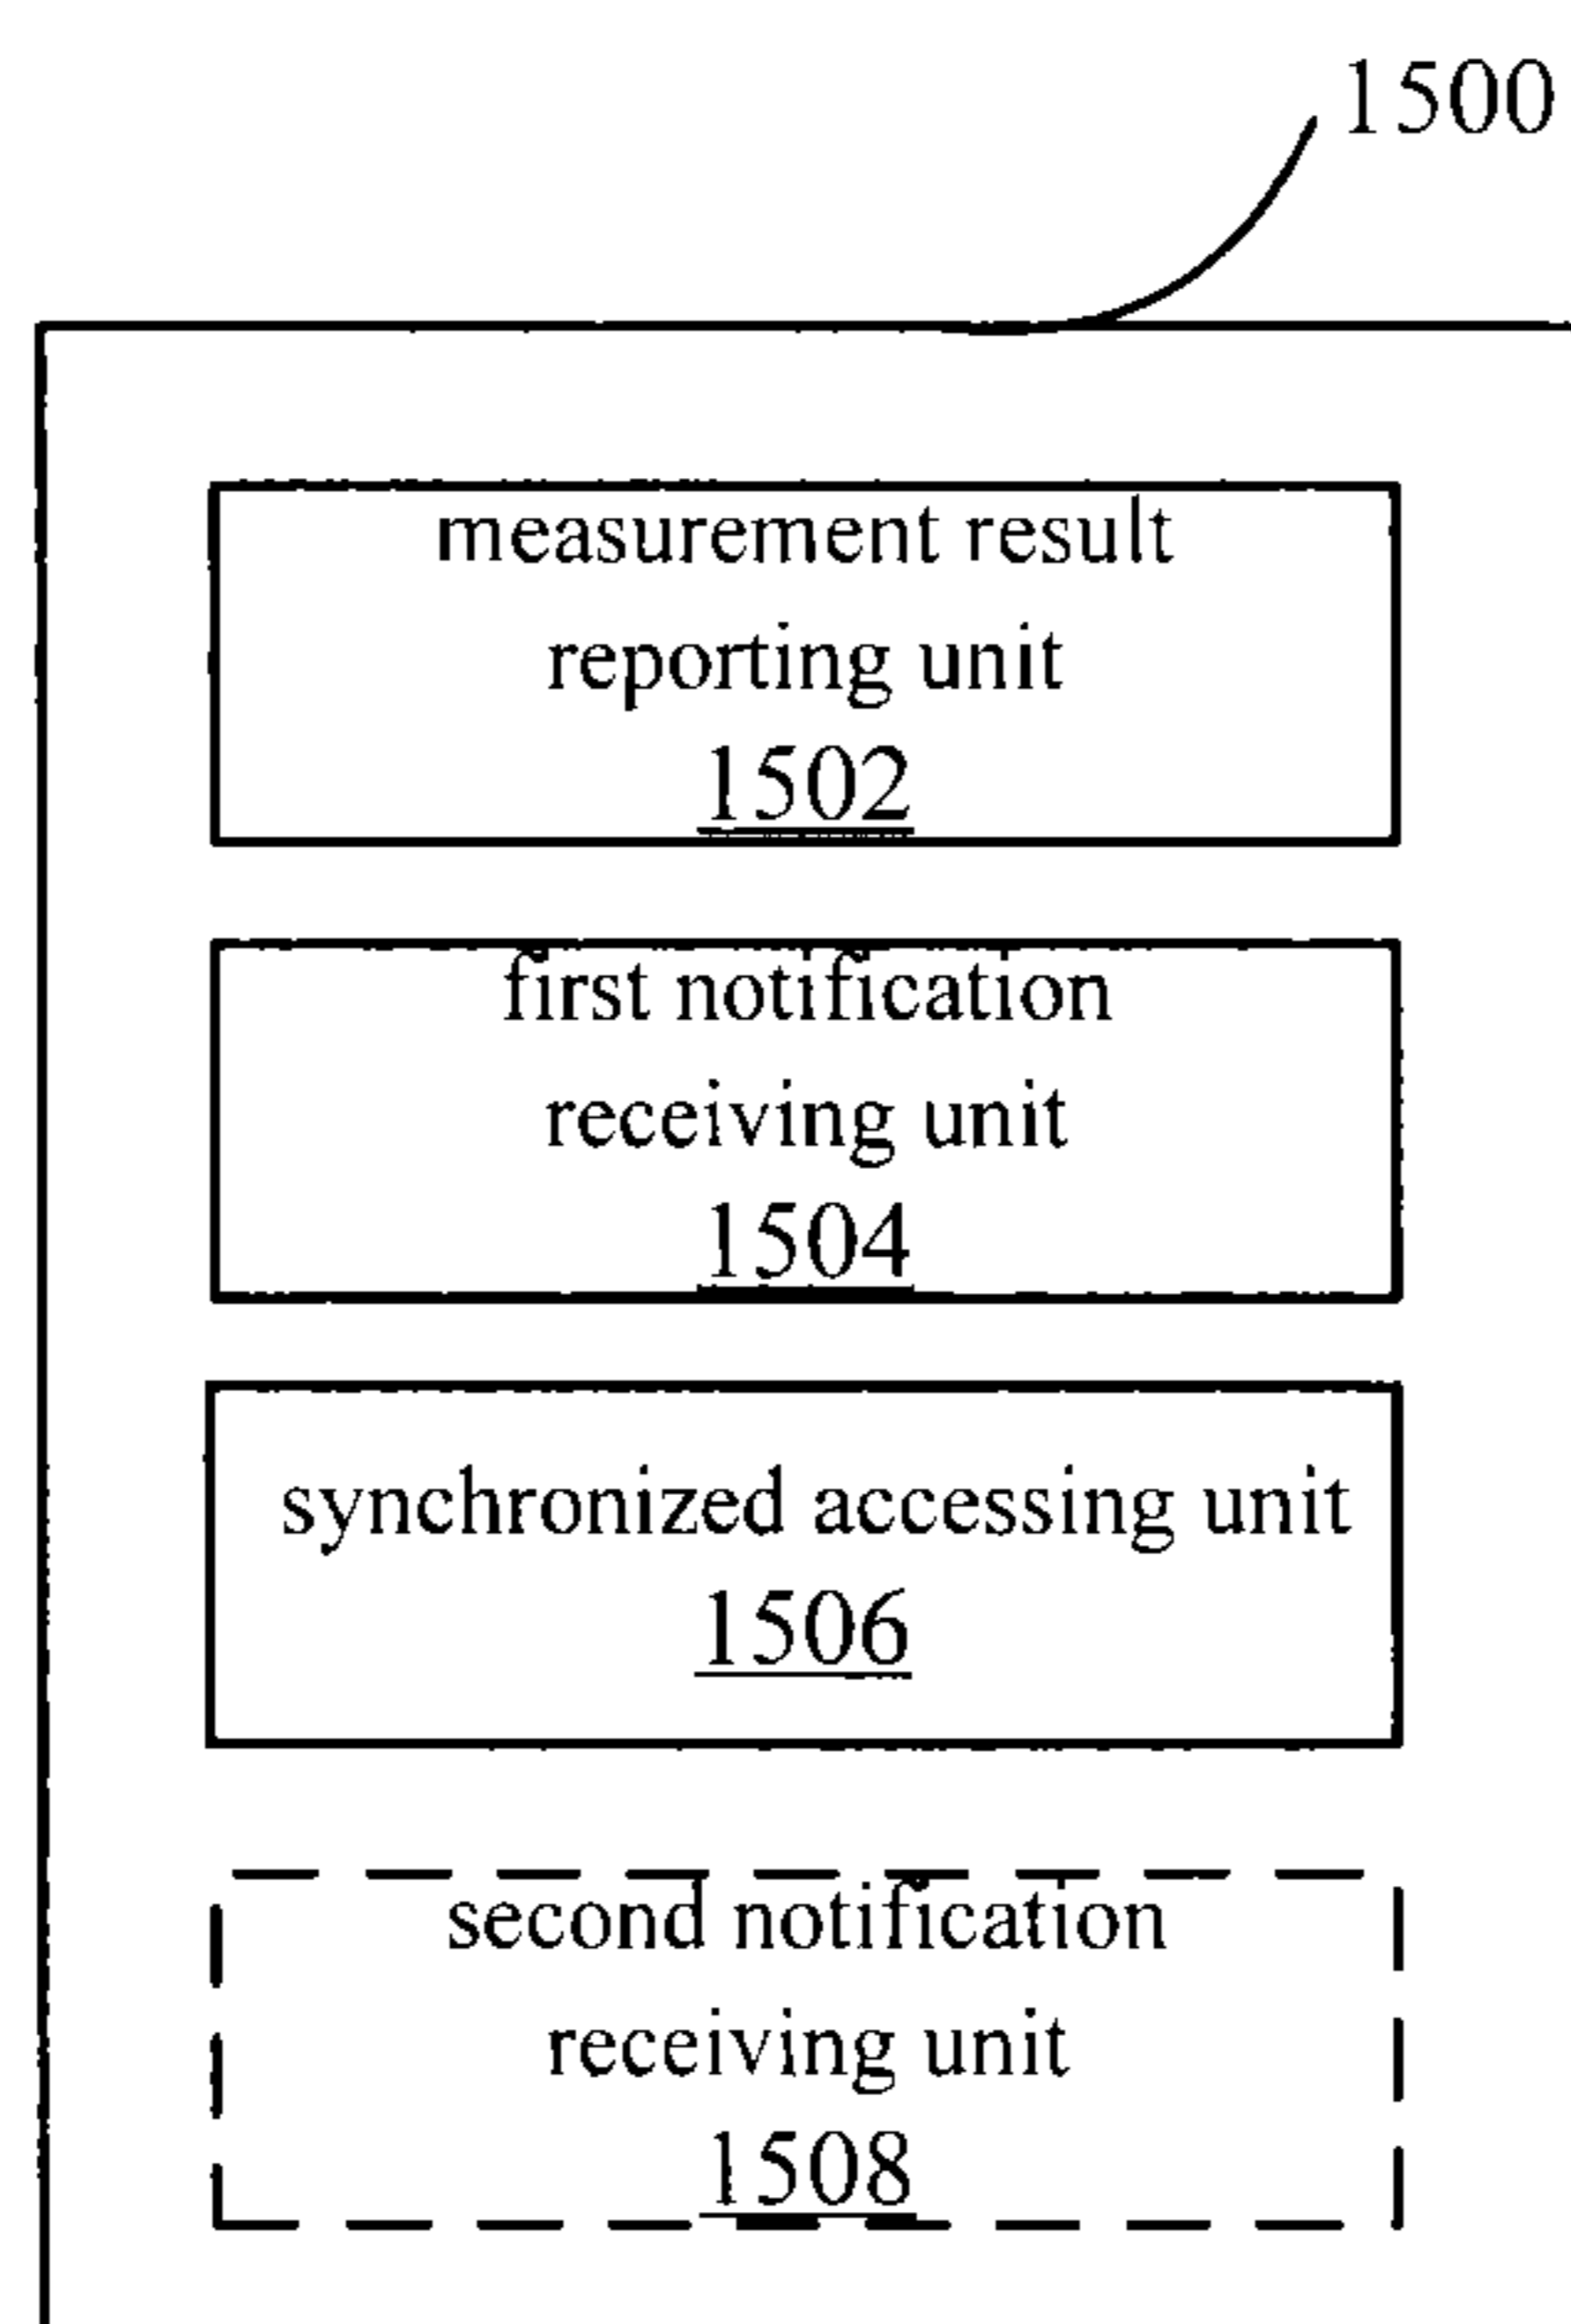 1500
measurement result
reporting unit
1502
first notification
receiving unit
1504
synchronized accessing unit
1506
second notification
receiving unit
1508